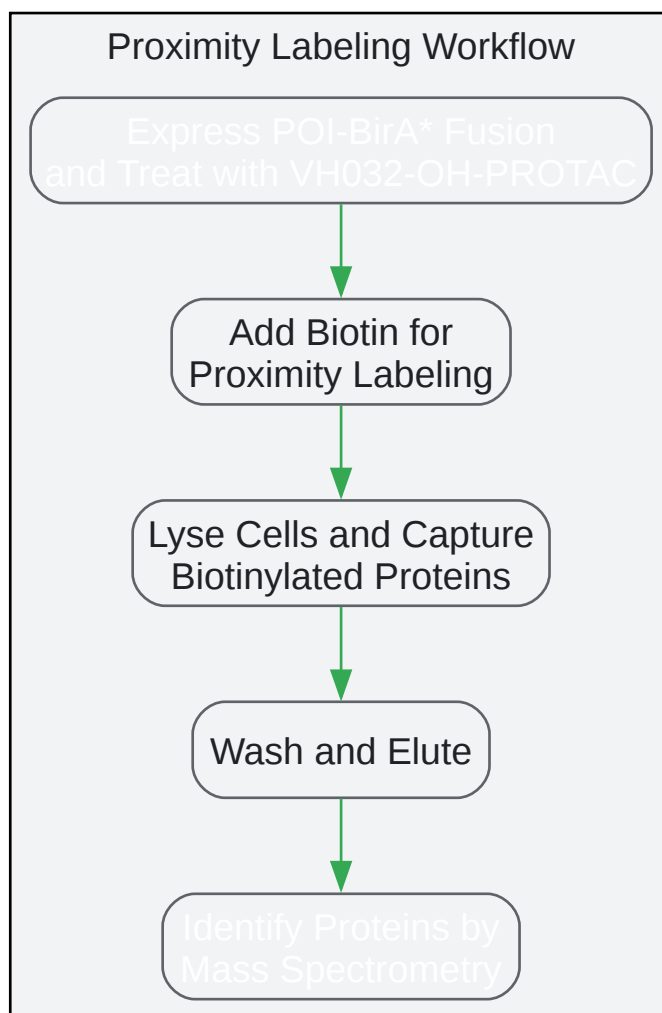 Proximity Labeling Workflow
Express POI-BirA* Fusion
and Treat with VH032-OH-PROTAC
Add Biotin for
Proximity Labeling
Lyse Cells and Capture
Biotinylated Proteins
Wash and Elute
Identify Proteins by
Mass Spectrometry